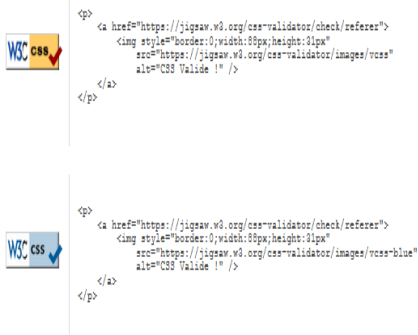 <p>
<a href="https://jigsaw.w3.org/css-validator/check/referer">
<img style="border:0;width:88px;height:31px"
src="https://jigsaw.w3.org/css-validator/images/vcss"
alt="CSS Valide !" />
</a>
</p>
W3C css
<p>
<a href="https://jigsaw.w3.org/css-validator/check/referer">
<img style="border:0;width:88px;height:31px"
src="https://jigsaw.w3.org/css-validator/images/vcss-blue"
alt="CSS Valide !" />
</a>
</p>
W3C css